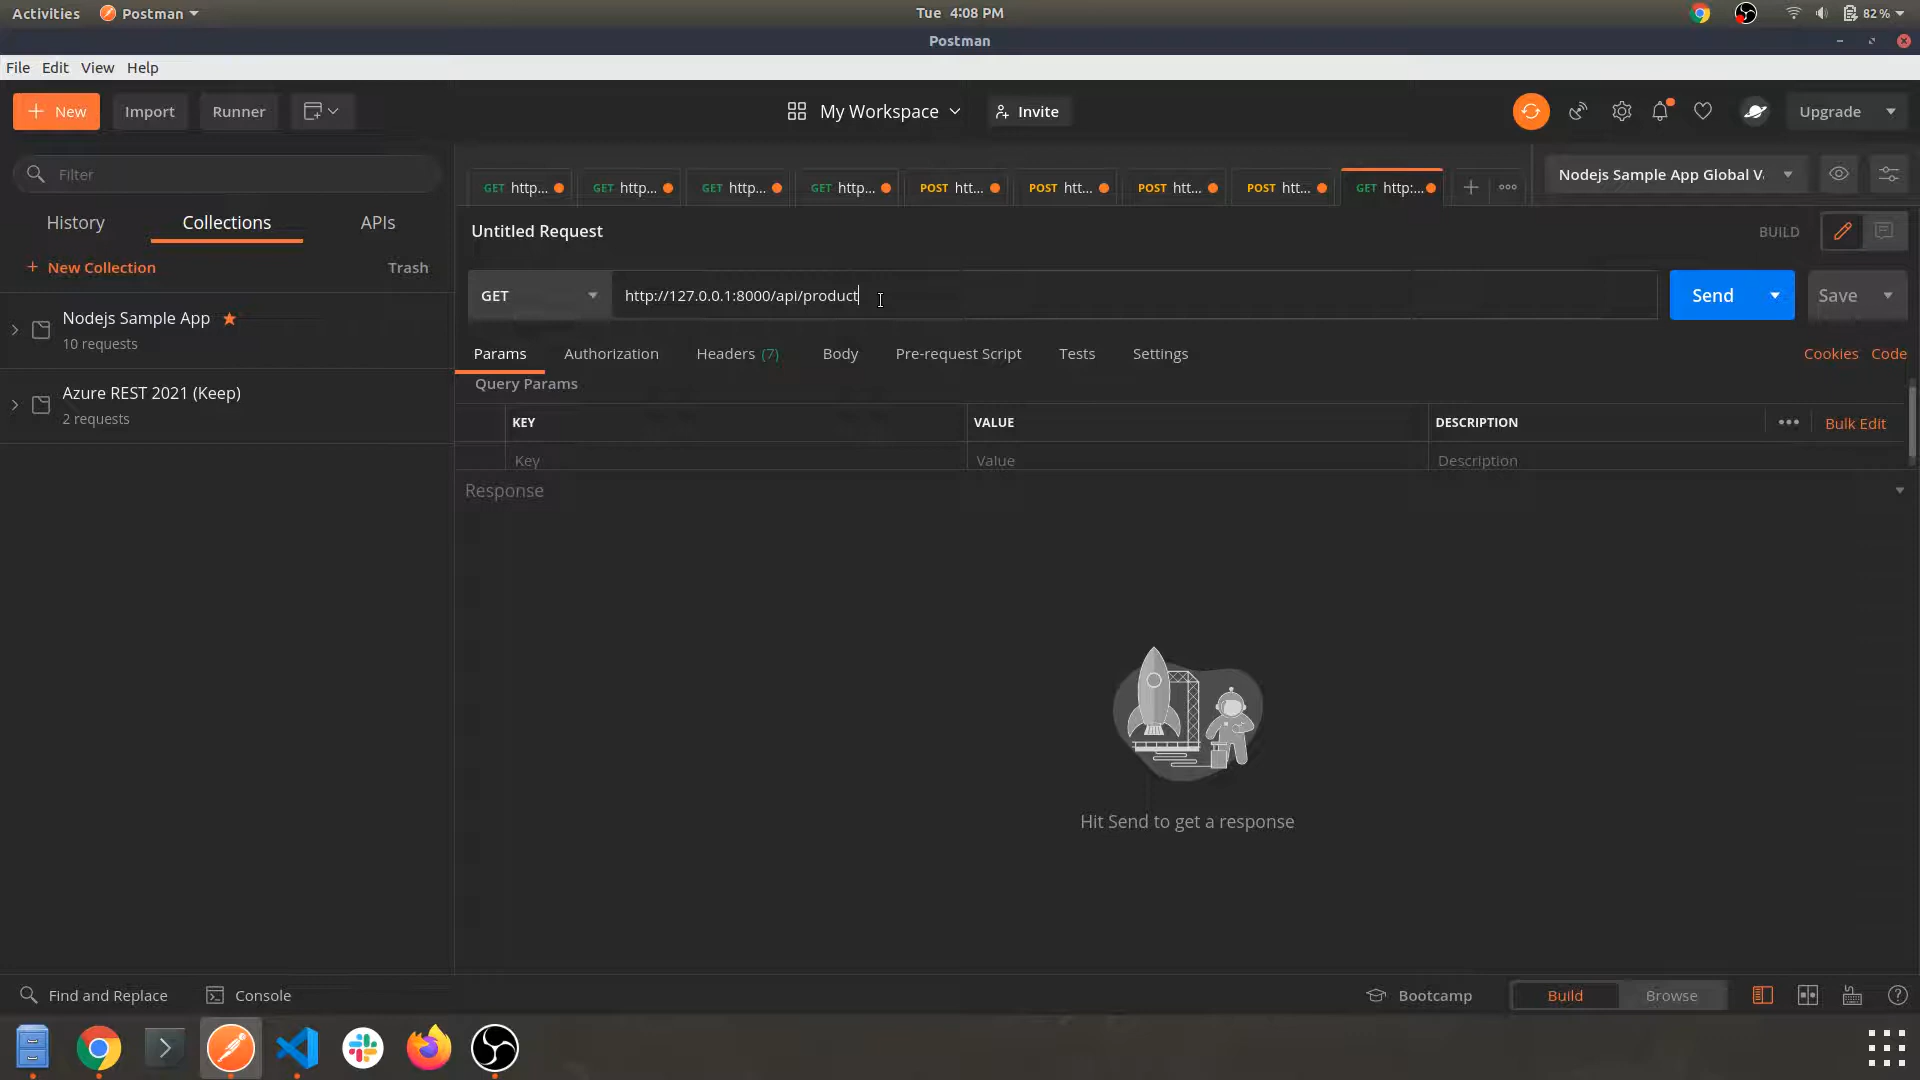 Activities Postman Tue 4:08 PM 82 %
Postman
File Edit View Help
New Import Runner My Workspace Invite Upgrade
Filter
GET http... GET http... GET http... GET http... POST htt... POST htt... POST htt... POST htt... GET http:... Nodejs Sample App Global V
History Collections APIs
Untitled Request BUILD
+ New Collection Trash
GET http://127.0.0.1:8000/api/product Send Save
Nodejs Sample App
10 requests
Params Authorization Headers (7) Body Pre-request Script Tests Settings Cookies Code
Query Params
Azure REST 2021 (Keep)
2 requests
KEY VALUE DESCRIPTION Bulk Edit
Key Value Description
Response
Hit Send to get a response
Find and Replace Console Bootcamp Build Browse